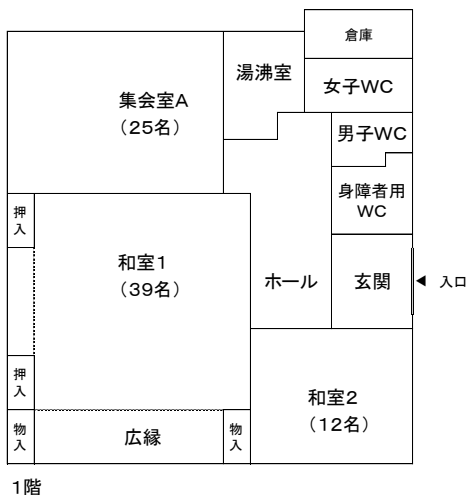 倉庫
湯沸室
女子WC
集会室A
（25名）
男子WC
身障者用
WC
押
入
和室1
（39名）
ホール
玄関
入口
押
入
和室2
（12名）
物
入
広縁
物
入
1階